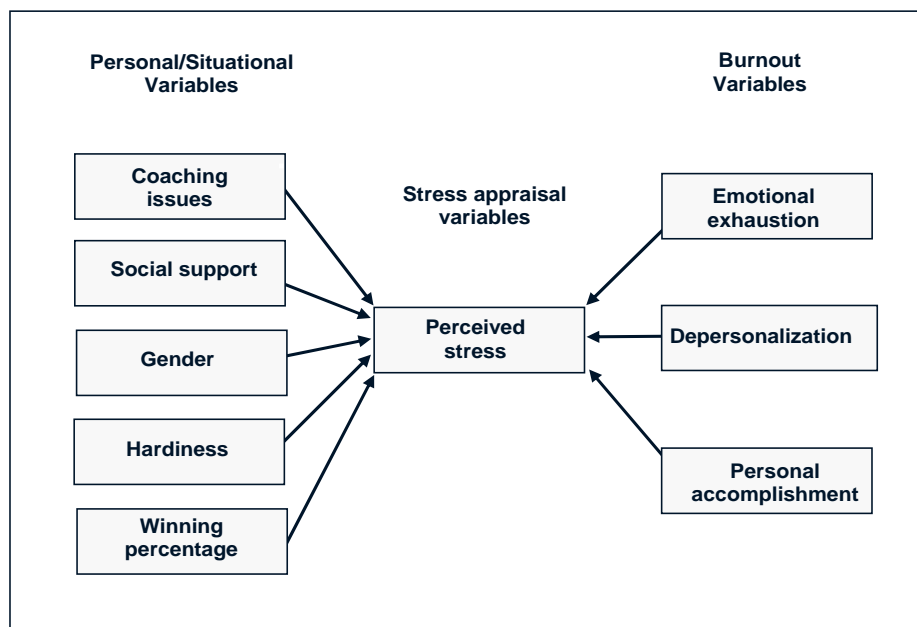 Personal/Situational
Variables
Burnout
Variables
Coaching
issues
Social support
Gender
Hardiness
Winning
percentage
Stress appraisal
variables
Perceived
stress
Emotional
exhaustion
Depersonalization
Personal
accomplishment